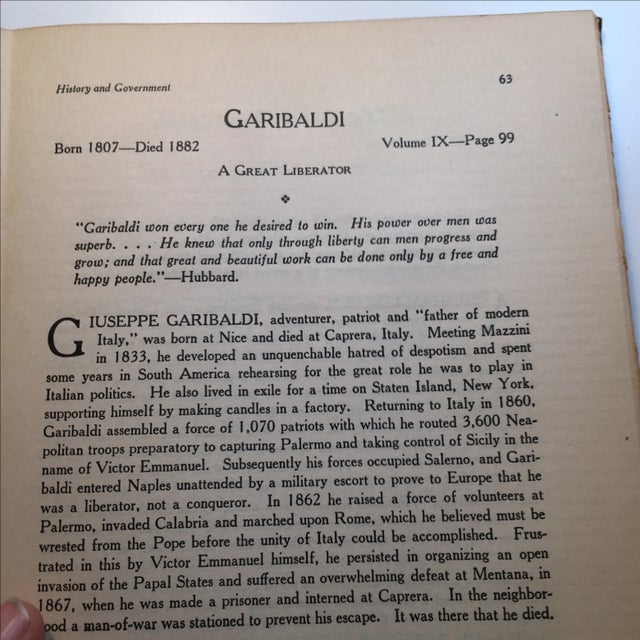 History and Government
63
GARIBALDI
Born 1807—Died 1882
Volume IX—Page 99
A GREAT LIBERATOR
"Garibaldi won every one he desired to win. His power over men was
superb. . . . He knew that only through liberty can men progress and
grow; and that great and beautiful work can be done only by a free and
happy people."—Hubbard.
GIUSEPPE GARIBALDI, adventurer, patriot and "father of modern
Italy," was born at Nice and died at Caprera, Italy. Meeting Mazzini
in 1833, he developed an unquenchable hatred of despotism and spent
some years in South America rehearsing for the great role he was to play in
Italian politics. He also lived in exile for a time on Staten Island, New York,
supporting himself by making candles in a factory. Returning to Italy in 1860,
Garibaldi assembled a force of 1,070 patriots with which he routed 3,600 Nea-
politan troops preparatory to capturing Palermo and taking control of Sicily in the
name of Victor Emmanuel. Subsequently his forces occupied Salerno, and Gari-
baldi entered Naples unattended by a military escort to prove to Europe that he
was a liberator, not a conqueror. In 1862 he raised a force of volunteers at
Palermo, invaded Calabria and marched upon Rome, which he believed must be
wrested from the Pope before the unity of Italy could be accomplished. Frus-
trated in this by Victor Emmanuel himself, he persisted in organizing an open
invasion of the Papal States and suffered an overwhelming defeat at Mentana, in
1867, when he was made a prisoner and interned at Caprera. In the neighbor-
ood a man-of-war was stationed to prevent his escape. It was there that he died.